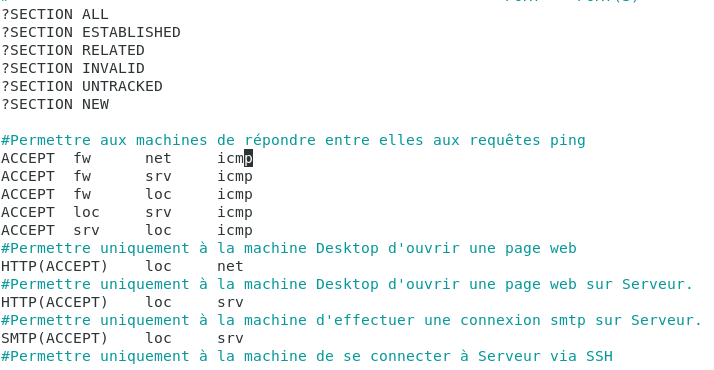 ?SECTION ALL
?SECTION ESTABLISHED
?SECTION RELATED
?SECTION INVALID
?SECTION UNTRACKED
?SECTION NEW
#Permettre aux machines de répondre entre elles aux requêtes ping
ACCEPT  fw      net     icmp
ACCEPT  fw      srv     icmp
ACCEPT  fw      loc     icmp
ACCEPT  loc     srv     icmp
ACCEPT  srv     loc     icmp
#Permettre uniquement à la machine Desktop d'ouvrir une page web
HTTP(ACCEPT)    loc     net
#Permettre uniquement à la machine Desktop d'ouvrir une page web sur Serveur.
HTTP(ACCEPT)    loc     srv
#Permettre uniquement à la machine d'effectuer une connexion smtp sur Serveur.
SMTP(ACCEPT)    loc     srv
#Permettre uniquement à la machine de se connecter à Serveur via SSH